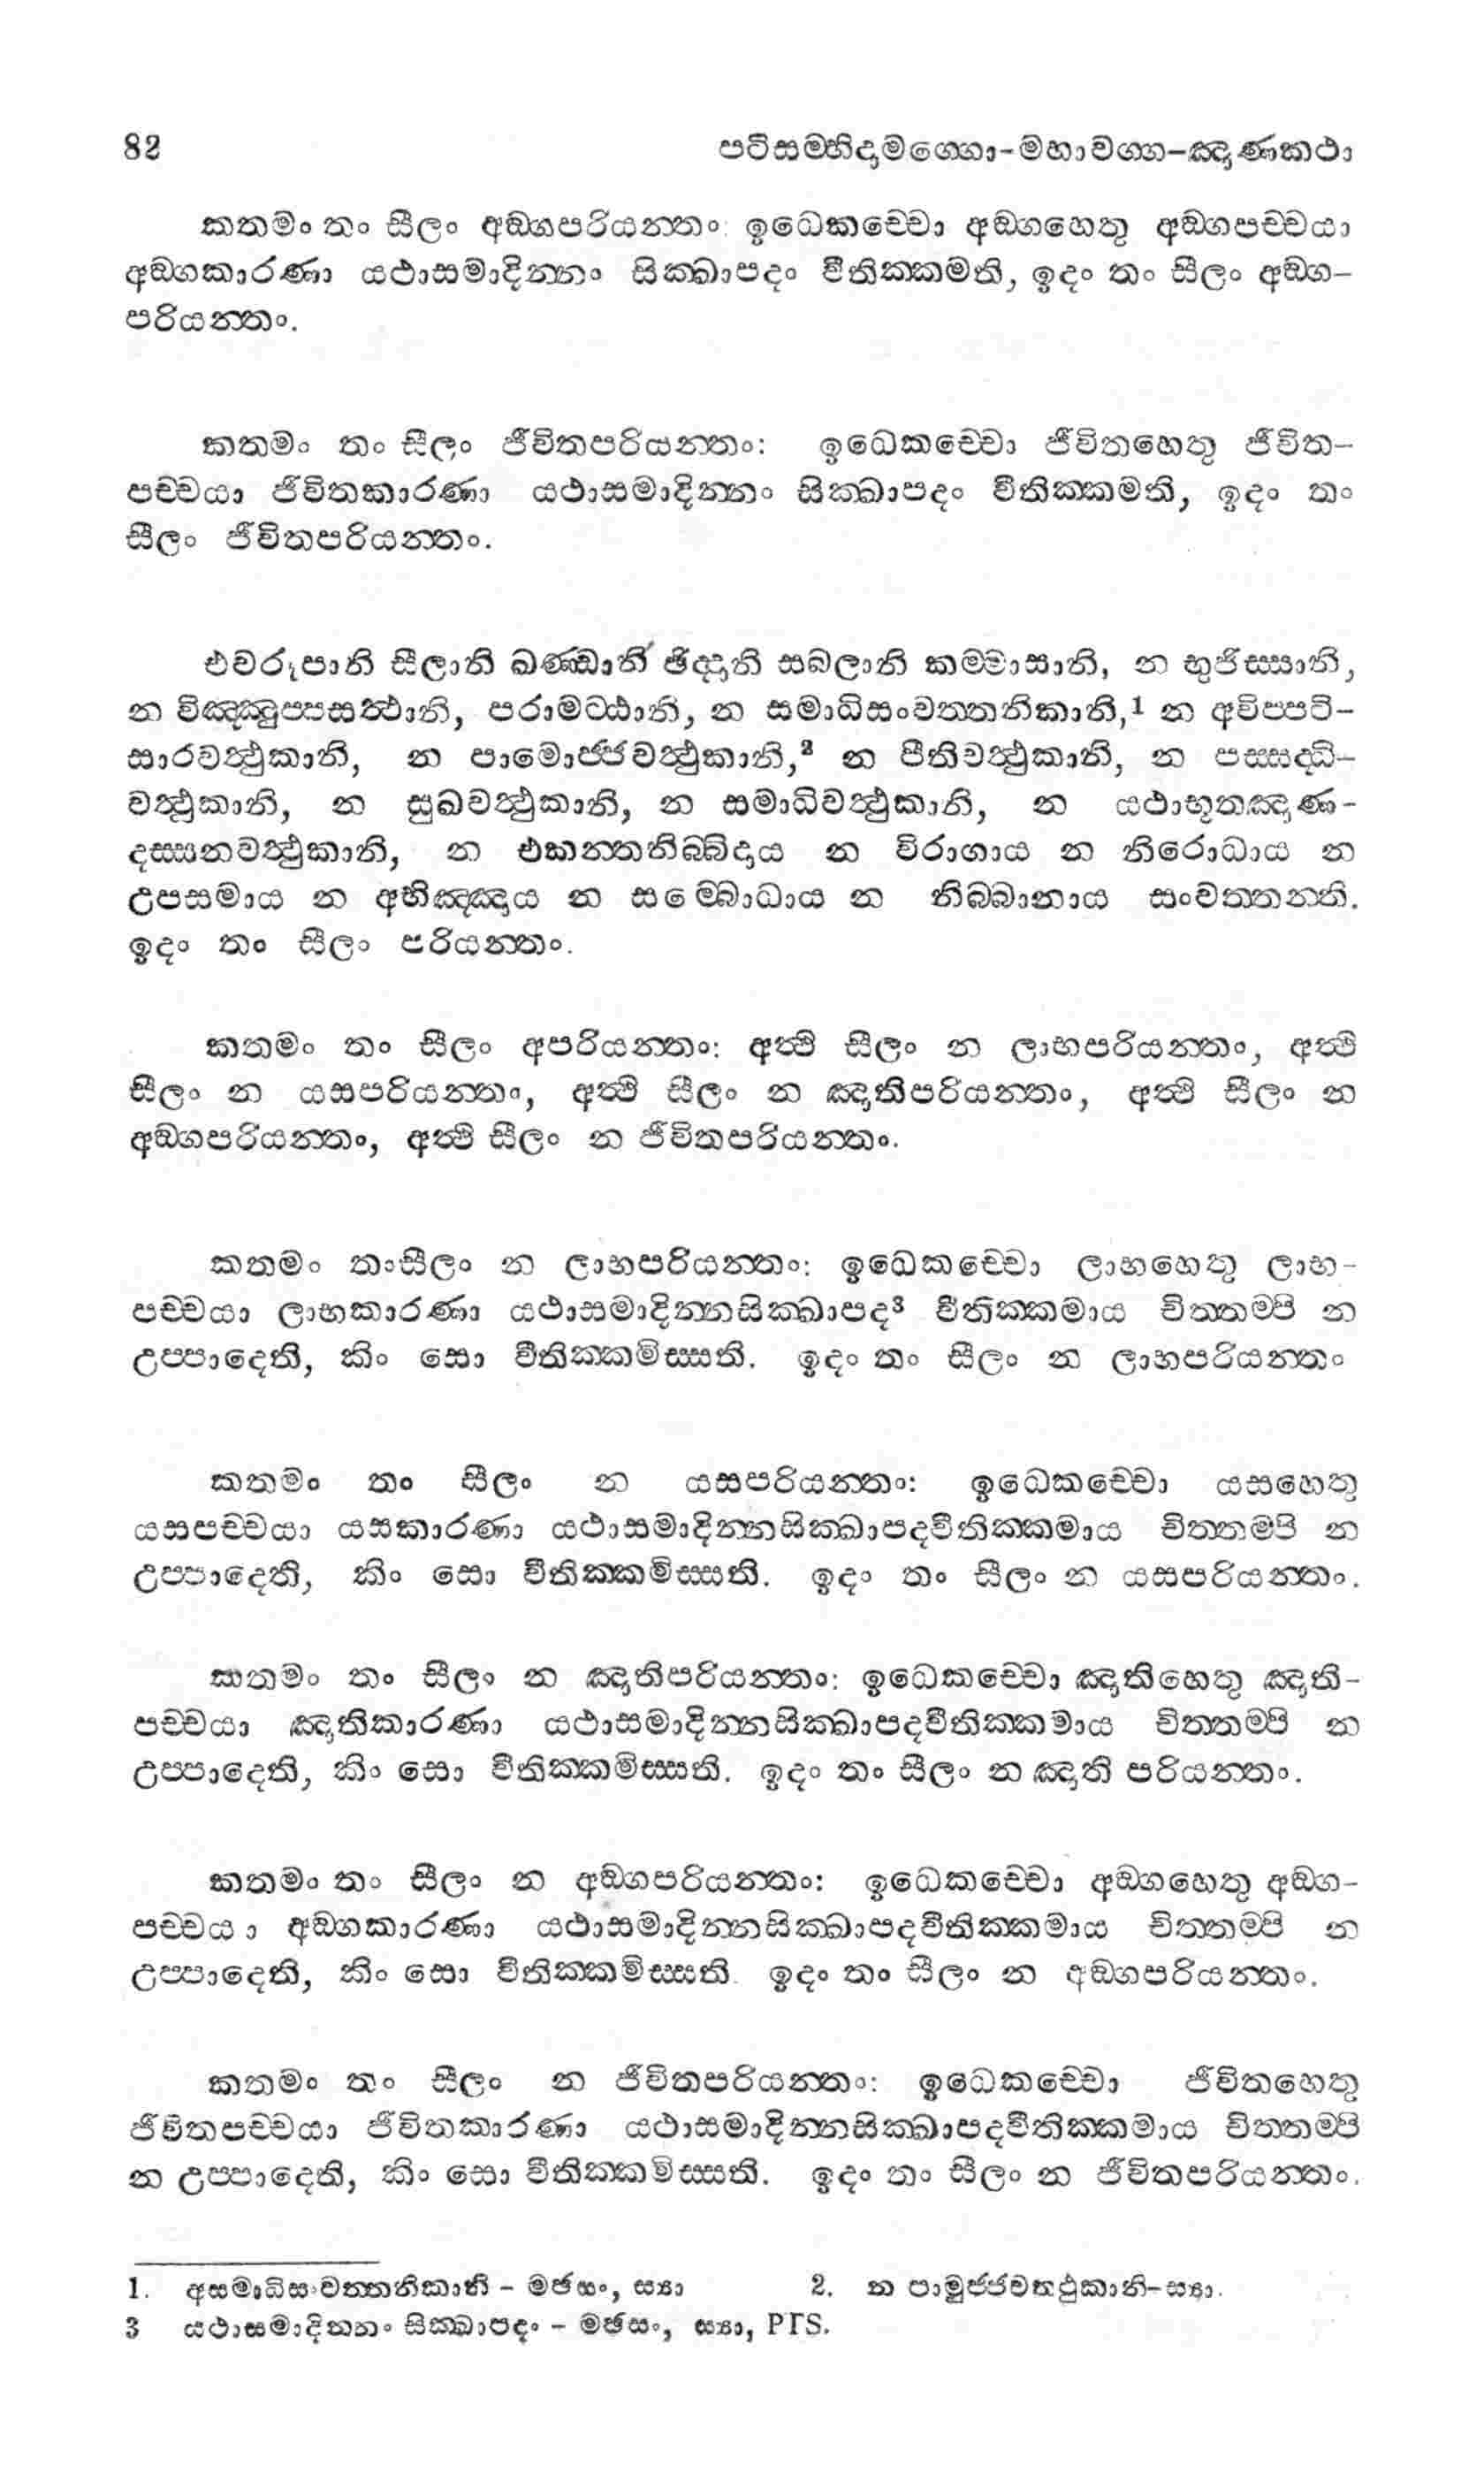 82 පටිසම්භිදාමග්ගො-මහාවග්ග-ඤාණකථා
කතමං තං සීලං අඞ්ගපරියන්තං: ඉධෙකච්චො අඞ්ගහෙතු අඞ්ගපච්චයා
අඞ්ගකාරණා යථාසමාදින්නං සික්ඛාපදං වීතික්කමති, ඉදං තං සීලං අඞ්ග-
පරියන්තං.
කතමං තං සීලං ජීවිතපරියන්තං: ඉධෙකච්චො ජීවිතහෙතු ජීවිත-
පච්චයා ජීවිතකාරණා යථාසමාදින්නං සික්ඛාපදං වීතික්කමති, ඉදං තං
සීලං ජීවිතපරියන්තං.
එවරූපානි සීලානි ඛණ්ඩානි ඡිද්දානි සබලානි කම්මාසානි, න භුජිස්සානි,
න විඤ්ඤුප්පසත්ථානි, පරාමට්ඨානි, න සමාධිසංවත්තනිකානි,1 න අවිප්පටි-
සාරවත්ථුකානි, න පාමොජ්ජවත්ථුකානි,2 න පීතිවත්ථුකානි, න පස්සද්ධි-
වත්ථුකානි, න සුඛවත්ථුකානි, න සමාධිවත්ථුකානි, න යථාභූතඤාණ-
දස්සනවත්ථුකානි, න එකන්තනිබ්බිදාය න විරාගාය න නිරොධාය න
උපසමාය න අභිඤ්ඤාය න සම්බොධාය න නිබ්බානාය සංවත්තන්ති.
ඉදං තං සීලං පරියන්තං.
කතමං තං සීලං අපරියන්තං: අත්ථි සීලං න ලාභපරියන්තං, අත්ථි
සීලං න යසපරියන්තං, අත්ථි සීලං න ඤාතිපරියන්තං, අත්ථි සීලං න
අඞ්ගපරියන්තං, අත්ථි සීලං න ජීවිතපරියන්තං.
කතමං තංසීලං න ලාභපරියන්තං: ඉධෙකච්චො ලාභහෙතු ලාභ-
පච්චයා ලාභකාරණා යථාසමාදින්නසික්ඛාපද3 වීතික්කමාය චිත්තම්පි න
උප්පාදෙති, කිං සො වීතික්කමිස්සති. ඉදං තං සීලං න ලාභපරියන්තං
කතමං තං සීලං න යසපරියන්තං: ඉධෙකච්චො යසහෙතු
යසපච්චයා යසකාරණා යථාසමාදින්නසික්ඛාපදවීතික්කමාය චිත්තම්පි න
උප්පාදෙති, කිං සො වීතික්කමිස්සති. ඉදං තං සීලං න යසපරියන්තං.
කතමං තං සීලං න ඤාතිපරියන්තං: ඉධෙකච්චො ඤාතිහෙතු ඤාති-
පච්චයා ඤාතිකාරණා යථාසමාදින්නසික්ඛාපදවීතික්කමාය චිත්තම්පි න
උප්පාදෙති, කිං සො වීතික්කමිස්සති. ඉදං තං සීලං න ඤාති පරියන්තං.
කතමං තං සීලං න අඞ්ගපරියන්තං: ඉධෙකච්චො අඞ්ගහෙතු අඞ්ග-
පච්චයා අඞ්ගකාරණා යථාසමාදින්නසික්ඛාපදවීතික්කමාය චිත්තම්පි න
උප්පාදෙති, කිං සො වීතික්කමිස්සති. ඉදං තං සීලං න අඞ්ගපරියන්තං.
කතමං තං සීලං න ජීවිතපරියන්තං: ඉධෙකච්චො ජීවිතහෙතු
ජීවිතපච්චයා ජීවිතකාරණා යථාසමාදින්නසික්ඛාපදවීතික්කමාය චිත්තම්පි
න උප්පාදෙති, කිං සො වීතික්කමිස්සති. ඉදං තං සීලං න ජීවිතපරියන්තං.
1. අසමාධිසංවත්තනිකානි - මඡසං, ස්‍යා 2. න පාමුජ්ජවත්ථුකානි-ස්‍යා.
3 යථාසමාදින්නං සික්ඛාපදං - මඡසං, ස්‍යා, PTS.